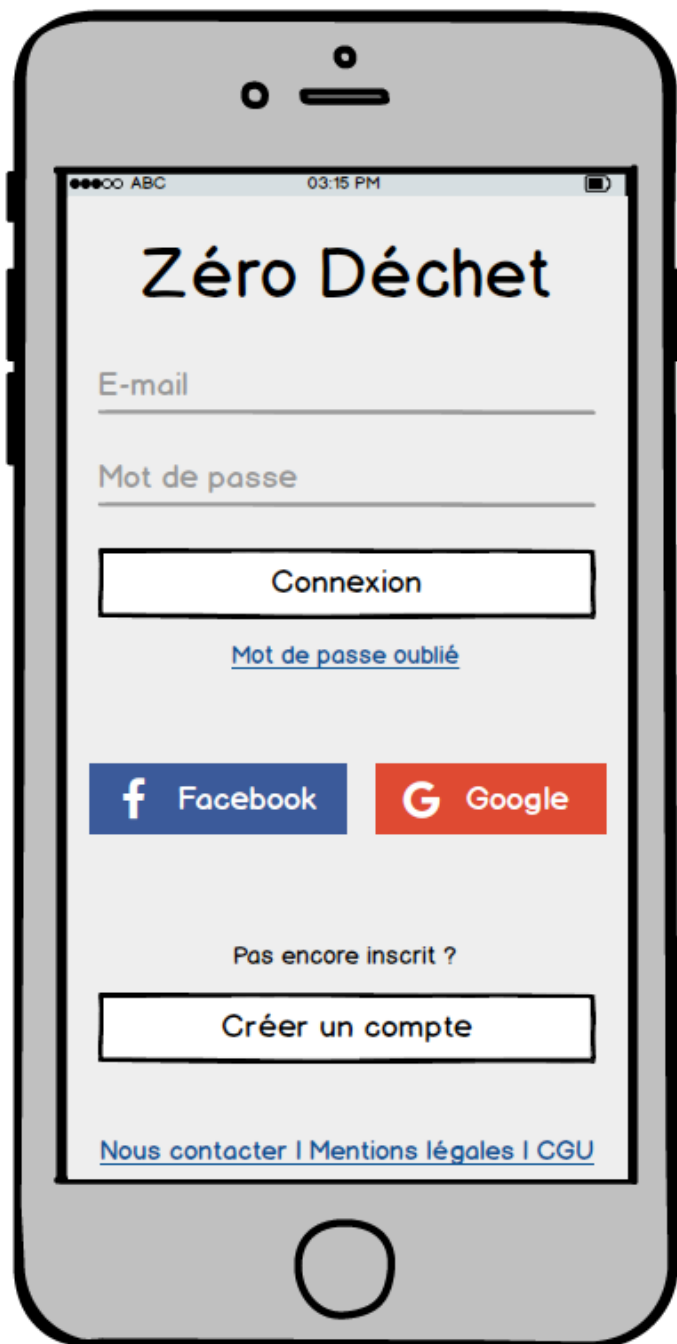 ABC 03:15 PM
Zéro Déchet
E-mail
Mot de passe
Connexion
Mot de passe oublié
Facebook Google
Pas encore inscrit ?
Créer un compte
Nous contacter | Mentions légales | CGU